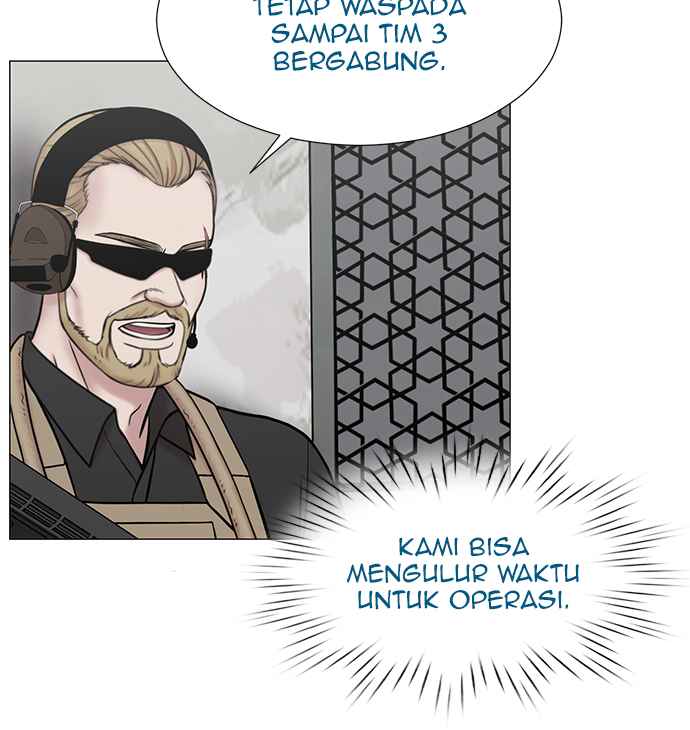 TETAP WASPADA
SAMPAI TIM 3
BERGABUNG.
KAMI BISA
MENGULUR WAKTU
UNTUK OPERASI.